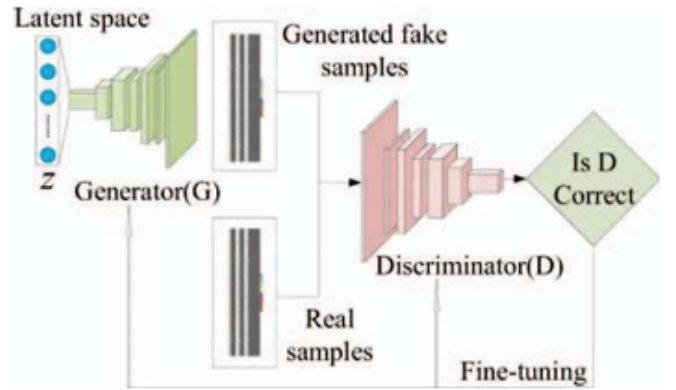 Latent space
Generated fake
samples
z
Generator(G)
Is D
Correct
Discriminator(D)
Real
samples
Fine-tuning